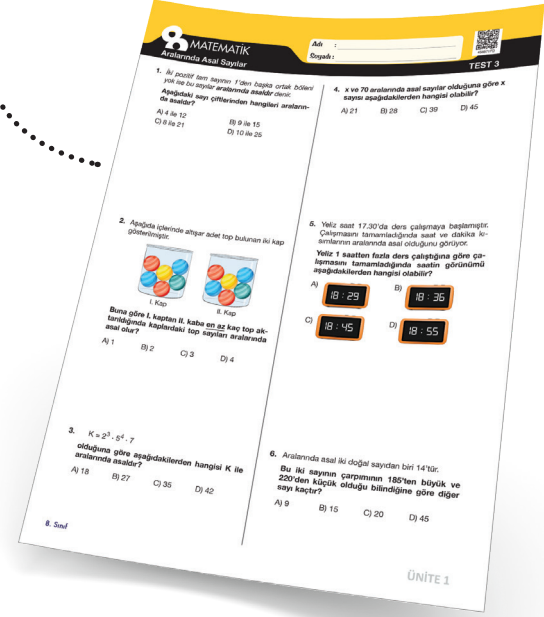 8 MATEMATİK
Aralarında Asal Sayılar
Adı :
Soyadı :
TEST 3
1. İki pozitif tam sayının 1'den başka ortak böleni
yok ise bu sayılar aralarında asaldır denir.
Aşağıdaki sayı çiftlerinden hangileri araların-
da asaldır?
A) 4 ile 12
B) 9 ile 15
C) 8 ile 21
D) 10 ile 25
2. Aşağıda içlerinde altışar adet top bulunan iki kap
gösterilmiştir.
I. Kap
II. Kap
Buna göre I. kaptan II. kaba en az kaç top ak-
tarıldığında kaplardaki top sayıları aralarında
asal olur?
A) 1
B) 2
C) 3
D) 4
3. K = 2³ · 5⁴ · 7
olduğuna göre aşağıdakilerden hangisi K ile
aralarında asaldır?
A) 18
B) 27
C) 35
D) 42
8. Sınıf
4. x ve 70 aralarında asal sayılar olduğuna göre x
sayısı aşağıdakilerden hangisi olabilir?
A) 21
B) 28
C) 39
D) 45
5. Yeliz saat 17.30'da ders çalışmaya başlamıştır.
Çalışmasını tamamladığında saat ve dakika kı-
sımlarının aralarında asal olduğunu görüyor.
Yeliz 1 saatten fazla ders çalıştığına göre ça-
lışmasını tamamladığında saatin görünümü
aşağıdakilerden hangisi olabilir?
A) 18 : 29
B) 18 : 36
C) 18 : 45
D) 18 : 55
6. Aralarında asal iki doğal sayıdan biri 14'tür.
Bu iki sayının çarpımının 185'ten büyük ve
220'den küçük olduğu bilindiğine göre diğer
sayı kaçtır?
A) 9
B) 15
C) 20
D) 45
ÜNİTE 1